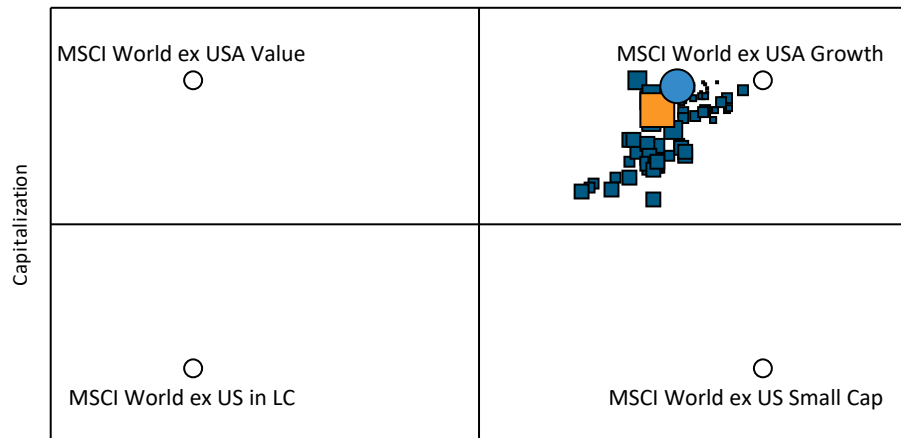 MSCI World ex USA Value
MSCI World ex USA Growth
Capitalization
MSCI World ex US in LC
MSCI World ex US Small Cap